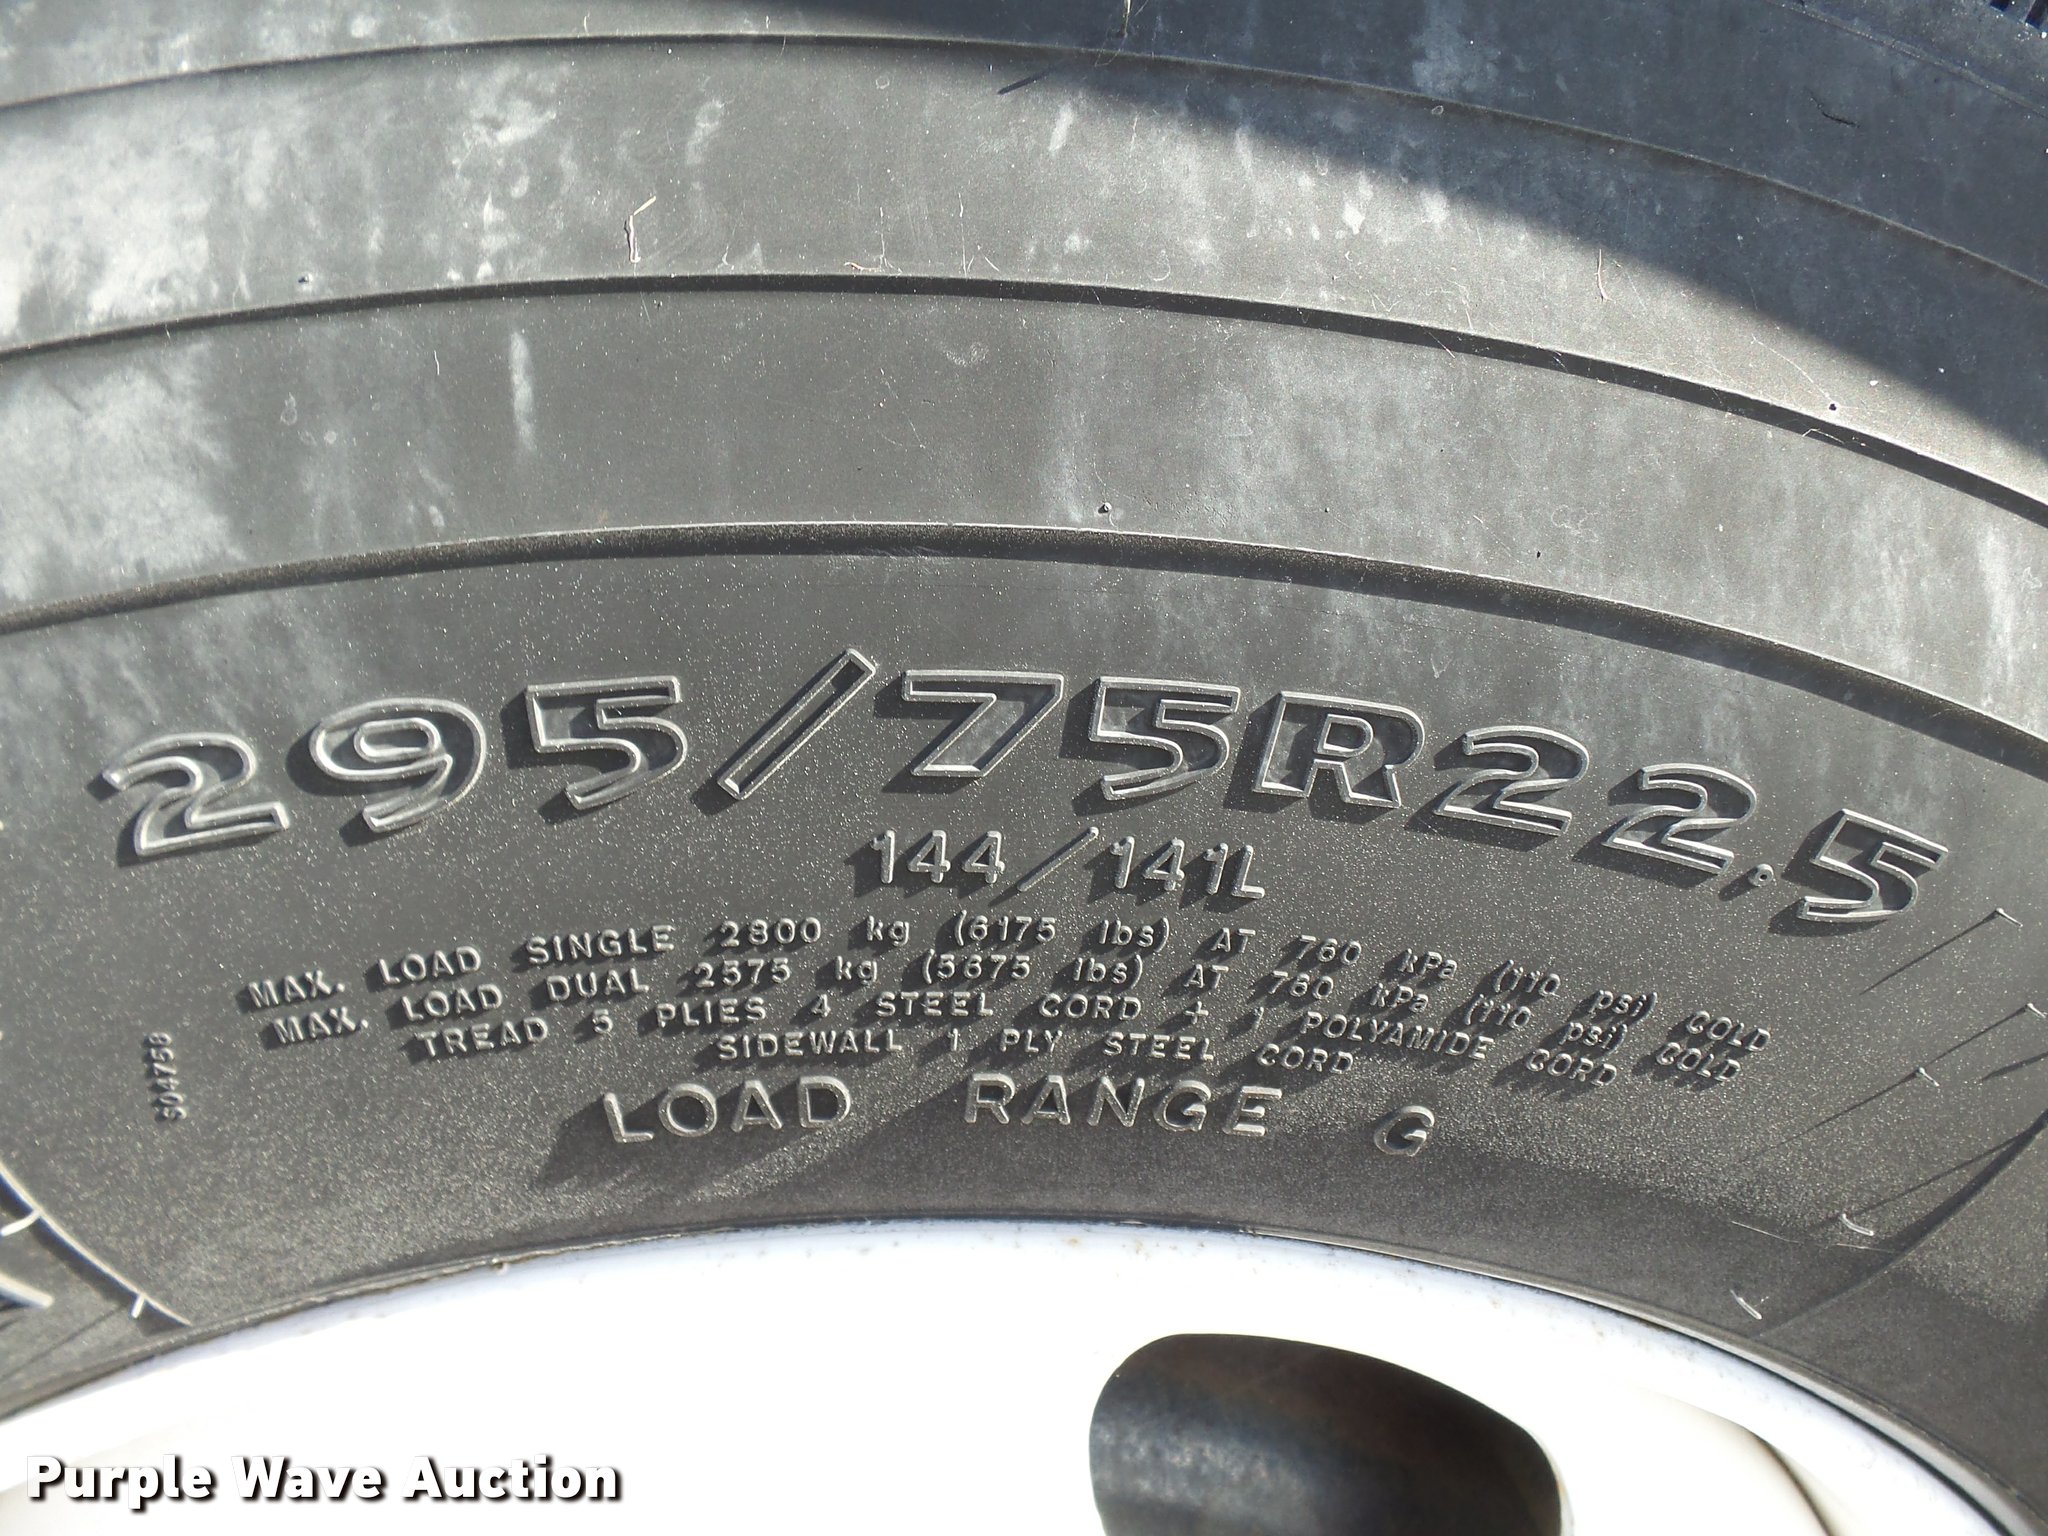 295/75R22.5
144/141L
MAX. LOAD SINGLE 2800 kg (6175 lbs) AT 760 kPa (110 psi) COLD
MAX. LOAD DUAL 2575 kg (5675 lbs) AT 760 kPa (110 psi) COLD
TREAD 5 PLIES 4 STEEL CORD + 1 POLYAMIDE CORD
SIDEWALL 1 PLY STEEL CORD
LOAD RANGE G
S04758
Purple Wave Auction